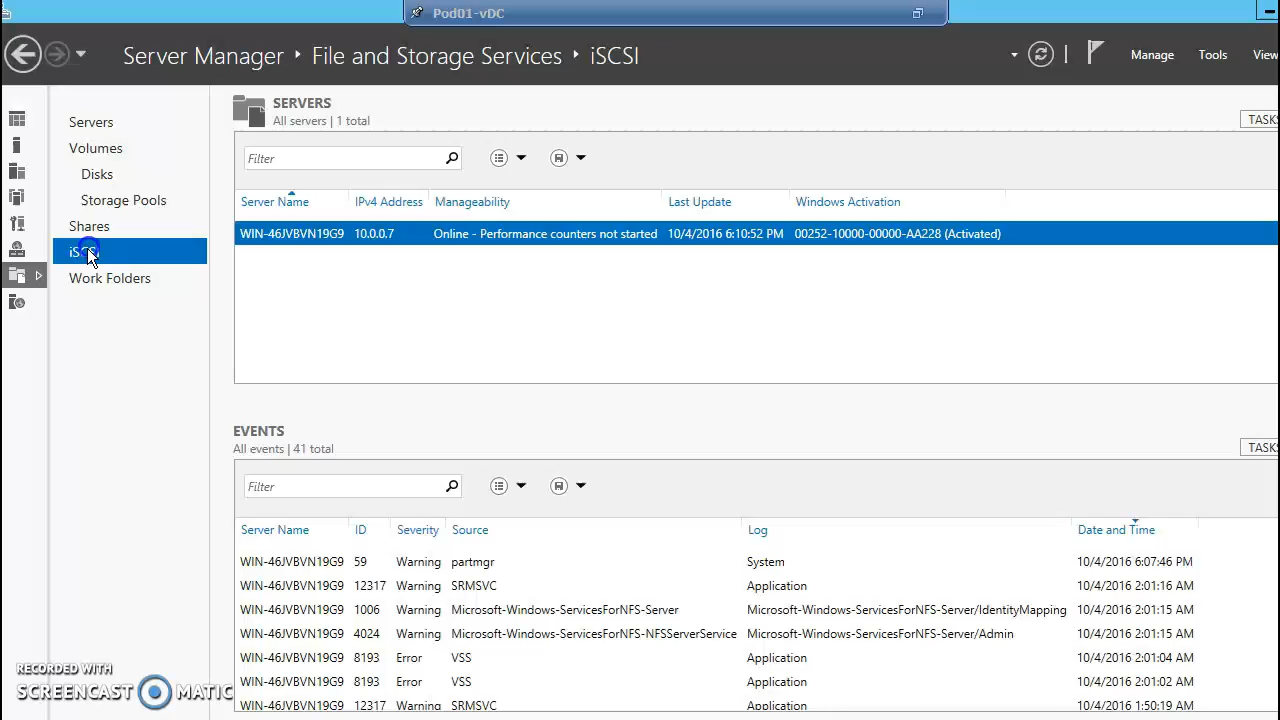 Pod01-vDC
Server Manager ‣ File and Storage Services ‣ iSCSI
Manage Tools View
Servers
Volumes
Disks
Storage Pools
Shares
Work Folders
SERVERS
All servers | 1 total
TASKS
Filter
Server Name IPv4 Address Manageability Last Update Windows Activation
WIN-46JVBVN19G9 10.0.0.7 Online - Performance counters not started 10/4/2016 6:10:52 PM 00252-10000-00000-AA228 (Activated)
EVENTS
All events | 41 total
TASKS
Filter
Server Name ID Severity Source Log Date and Time
WIN-46JVBVN19G9 59 Warning partmgr System 10/4/2016 6:07:46 PM
WIN-46JVBVN19G9 12317 Warning SRMSVC Application 10/4/2016 2:01:16 AM
WIN-46JVBVN19G9 1006 Warning Microsoft-Windows-ServicesForNFS-Server Microsoft-Windows-ServicesForNFS-Server/IdentityMapping 10/4/2016 2:01:15 AM
WIN-46JVBVN19G9 4024 Warning Microsoft-Windows-ServicesForNFS-NFSServerService Microsoft-Windows-ServicesForNFS-Server/Admin 10/4/2016 2:01:15 AM
WIN-46JVBVN19G9 8193 Error VSS Application 10/4/2016 2:01:04 AM
WIN-46JVBVN19G9 8193 Error VSS Application 10/4/2016 2:01:02 AM
WIN-46JVBVN19G9 12317 Warning SRMSVC Application 10/4/2016 1:50:19 AM
RECORDED WITH
SCREENCAST MATIC